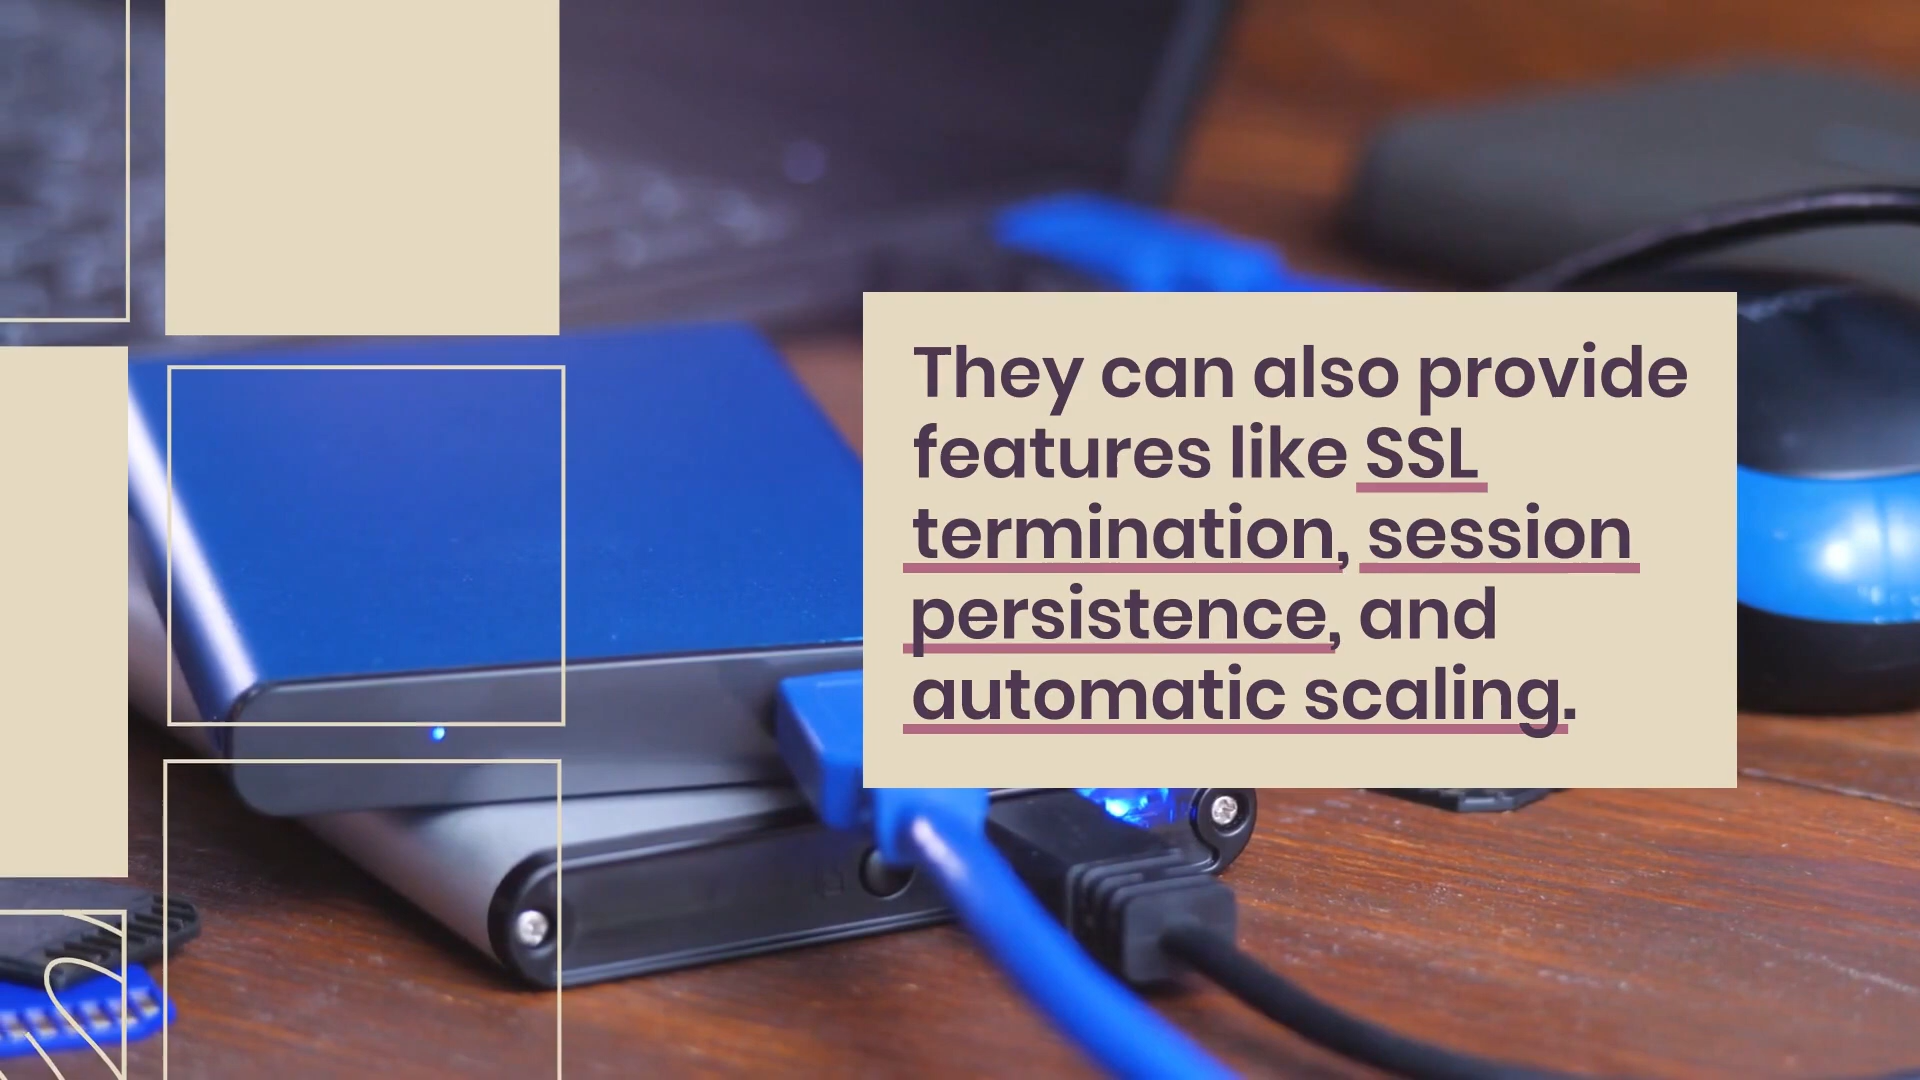 They can also provide
features like SSL
termination, session
persistence, and
automatic scaling.